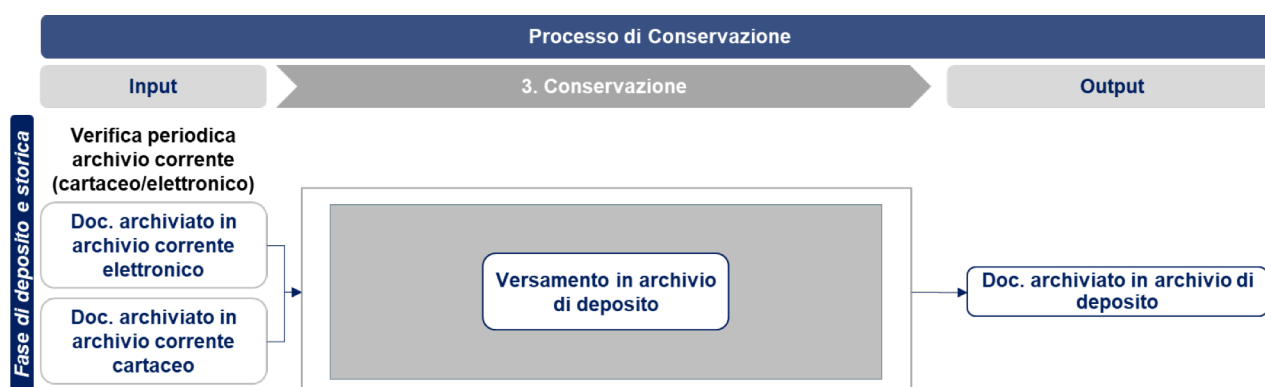 Processo di Conservazione
Input
3. Conservazione
Output
Fase di deposito e storica
Verifica periodica
archivio corrente
(cartaceo/elettronico)
Doc. archiviato in
archivio corrente
elettronico
Doc. archiviato in
archivio corrente
cartaceo
Versamento in archivio
di deposito
Doc. archiviato in archivio di
deposito